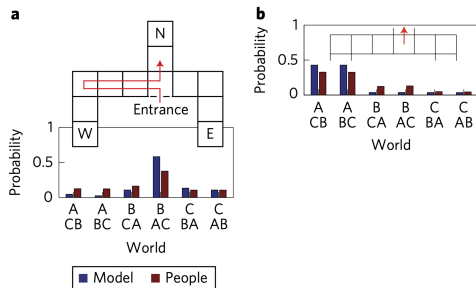 a
N
Entrance
W
E
Probability
1
0.5
0
A A B B C C
CB BC CA AC BA AB
World
Model People
b
Probability
1
0.5
0
A A B B C C
CB BC CA AC BA AB
World